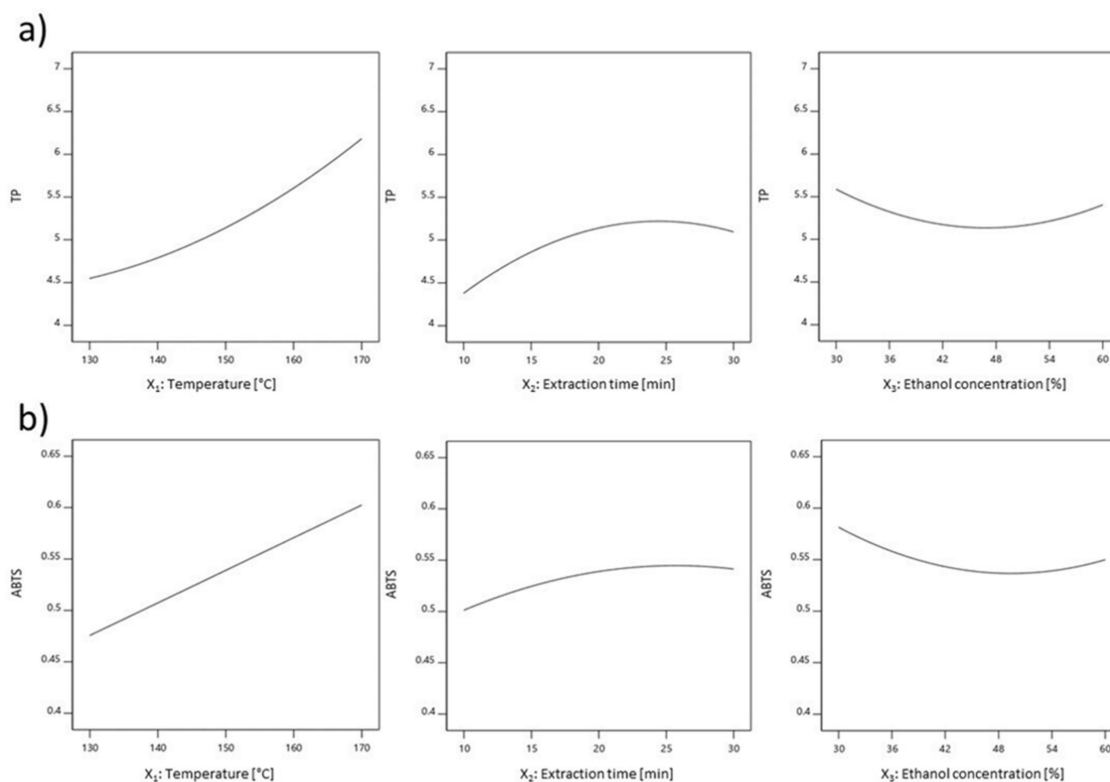 a)
7
6.5
6
5.5
5
4.5
4
TP
130 140 150 160 170
X₁: Temperature [°C]
7
6.5
6
5.5
5
4.5
4
TP
10 15 20 25 30
X₂: Extraction time [min]
7
6.5
6
5.5
5
4.5
4
TP
30 36 42 48 54 60
X₃: Ethanol concentration [%]
b)
0.65
0.6
0.55
0.5
0.45
0.4
ABTS
130 140 150 160 170
X₁: Temperature [°C]
0.65
0.6
0.55
0.5
0.45
0.4
ABTS
10 15 20 25 30
X₂: Extraction time [min]
0.65
0.6
0.55
0.5
0.45
0.4
ABTS
30 36 42 48 54 60
X₃: Ethanol concentration [%]